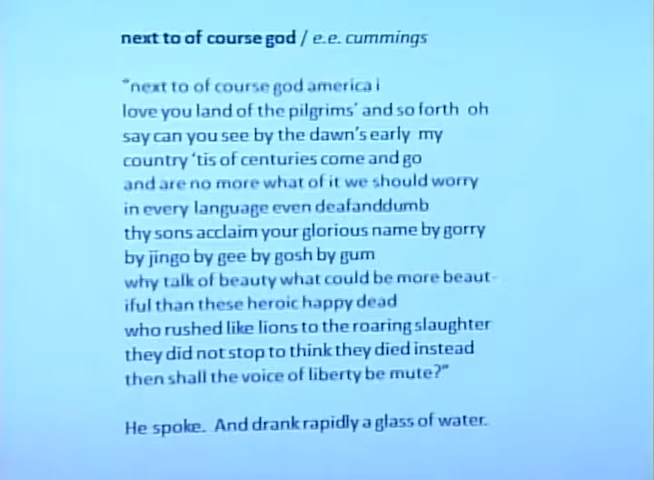 next to of course god / e.e. cummings
"next to of course god america i
love you land of the pilgrims' and so forth oh
say can you see by the dawn's early my
country 'tis of centuries come and go
and are no more what of it we should worry
in every language even deafanddumb
thy sons acclaim your glorious name by gorry
by jingo by gee by gosh by gum
why talk of beauty what could be more beaut-
iful than these heroic happy dead
who rushed like lions to the roaring slaughter
they did not stop to think they died instead
then shall the voice of liberty be mute?"
He spoke. And drank rapidly a glass of water.